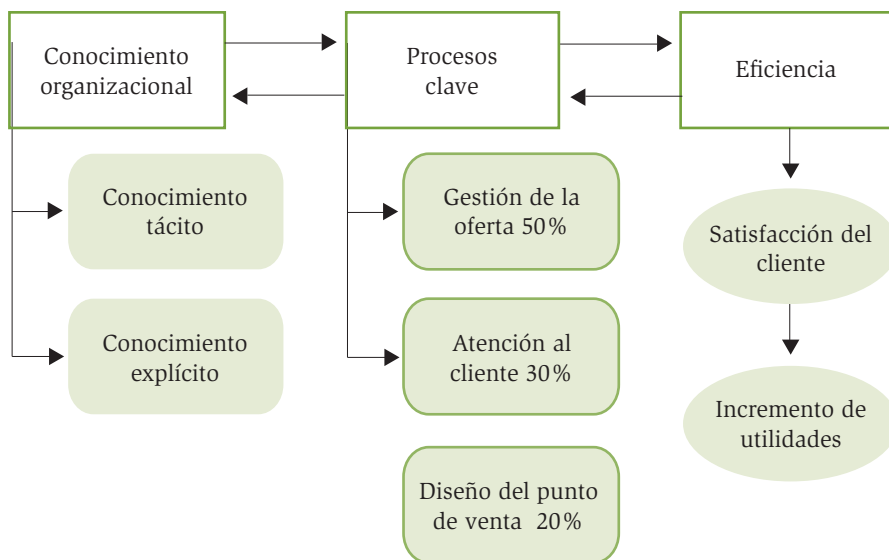 Conocimiento
organizacional
Procesos
clave
Eficiencia
Conocimiento
tácito
Gestión de la
oferta 50%
Satisfacción del
cliente
Conocimiento
explícito
Atención al
cliente 30%
Incremento de
utilidades
Diseño del punto
de venta 20%